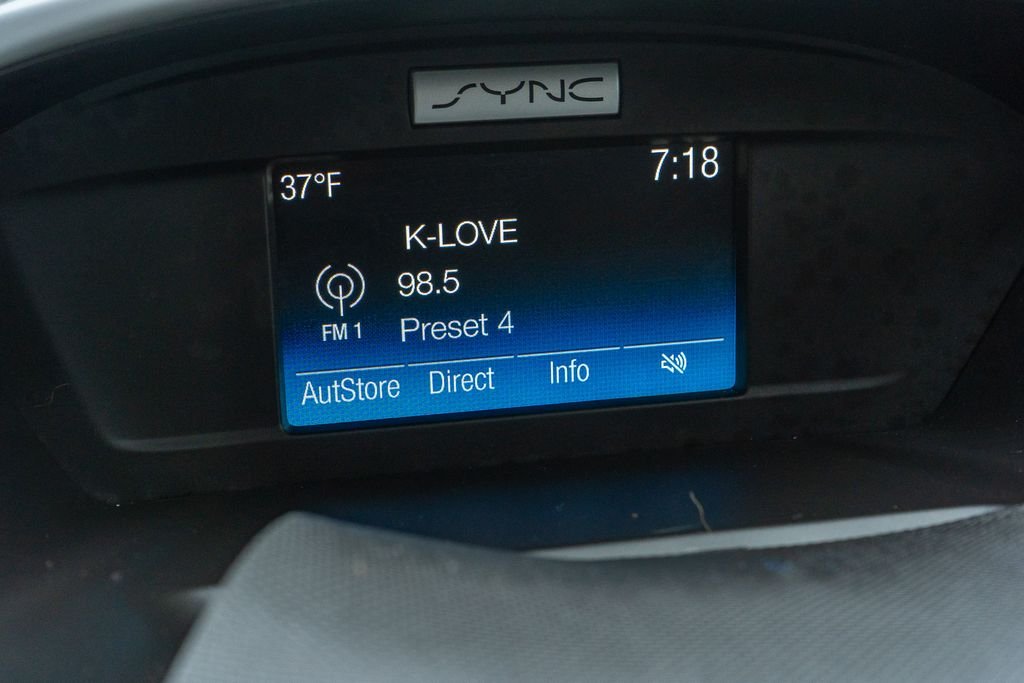 SYNC
37°F
7:18
K-LOVE
98.5
FM 1
Preset 4
AutStore
Direct
Info